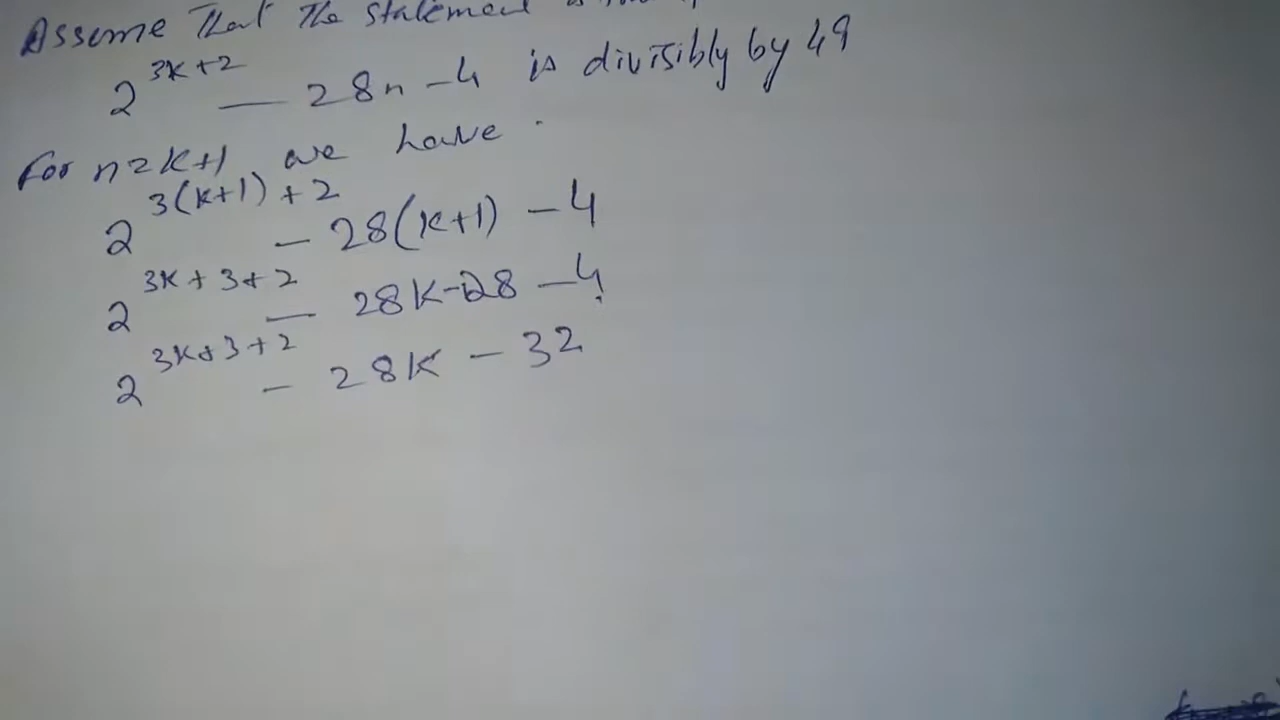 Assume that the statement is
2^{3K+2} — 28n - 4 is divisibly by 49
For n = K+1, we have
2^{3(K+1)+2} - 28(K+1) - 4
2^{3K+3+2} — 28K - 28 - 4
2^{3K+3+2} - 28K - 32